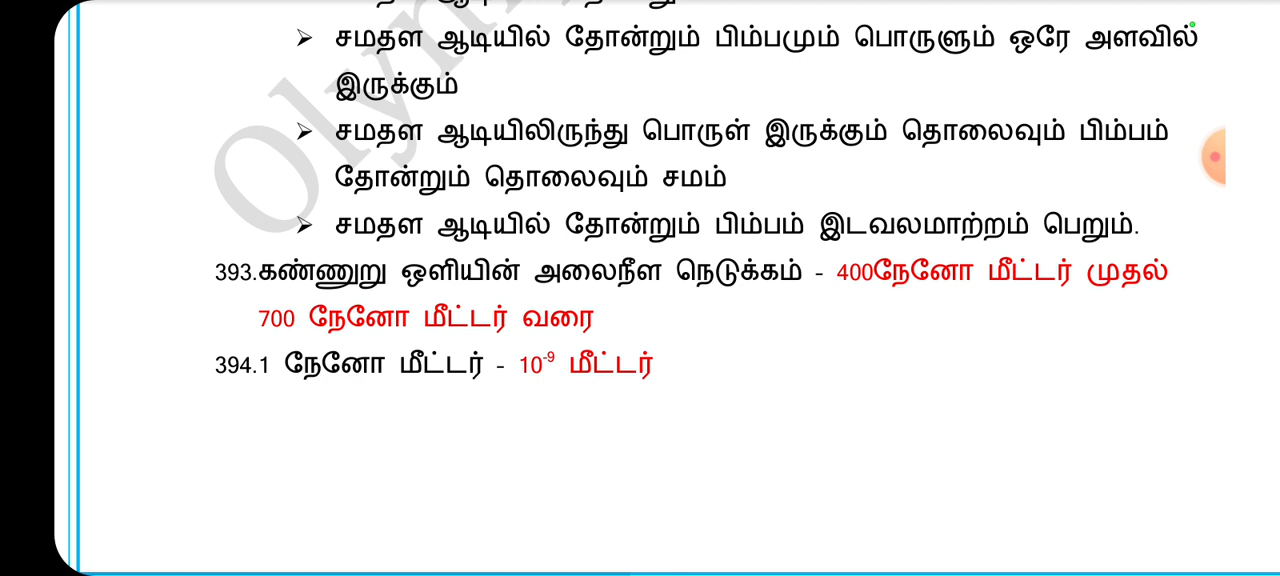 ➢ சமதள ஆடியில் தோன்றும் பிம்பமும் பொருளும் ஒரே அளவில்
இருக்கும்
➢ சமதள ஆடியிலிருந்து பொருள் இருக்கும் தொலைவும் பிம்பம்
தோன்றும் தொலைவும் சமம்
➢ சமதள ஆடியில் தோன்றும் பிம்பம் இடவலமாற்றம் பெறும்.
393.கண்ணுறு ஒளியின் அலைநீள நெடுக்கம் - 400நேனோ மீட்டர் முதல்
700 நேனோ மீட்டர் வரை
394.1 நேனோ மீட்டர் - 10⁻⁹ மீட்டர்